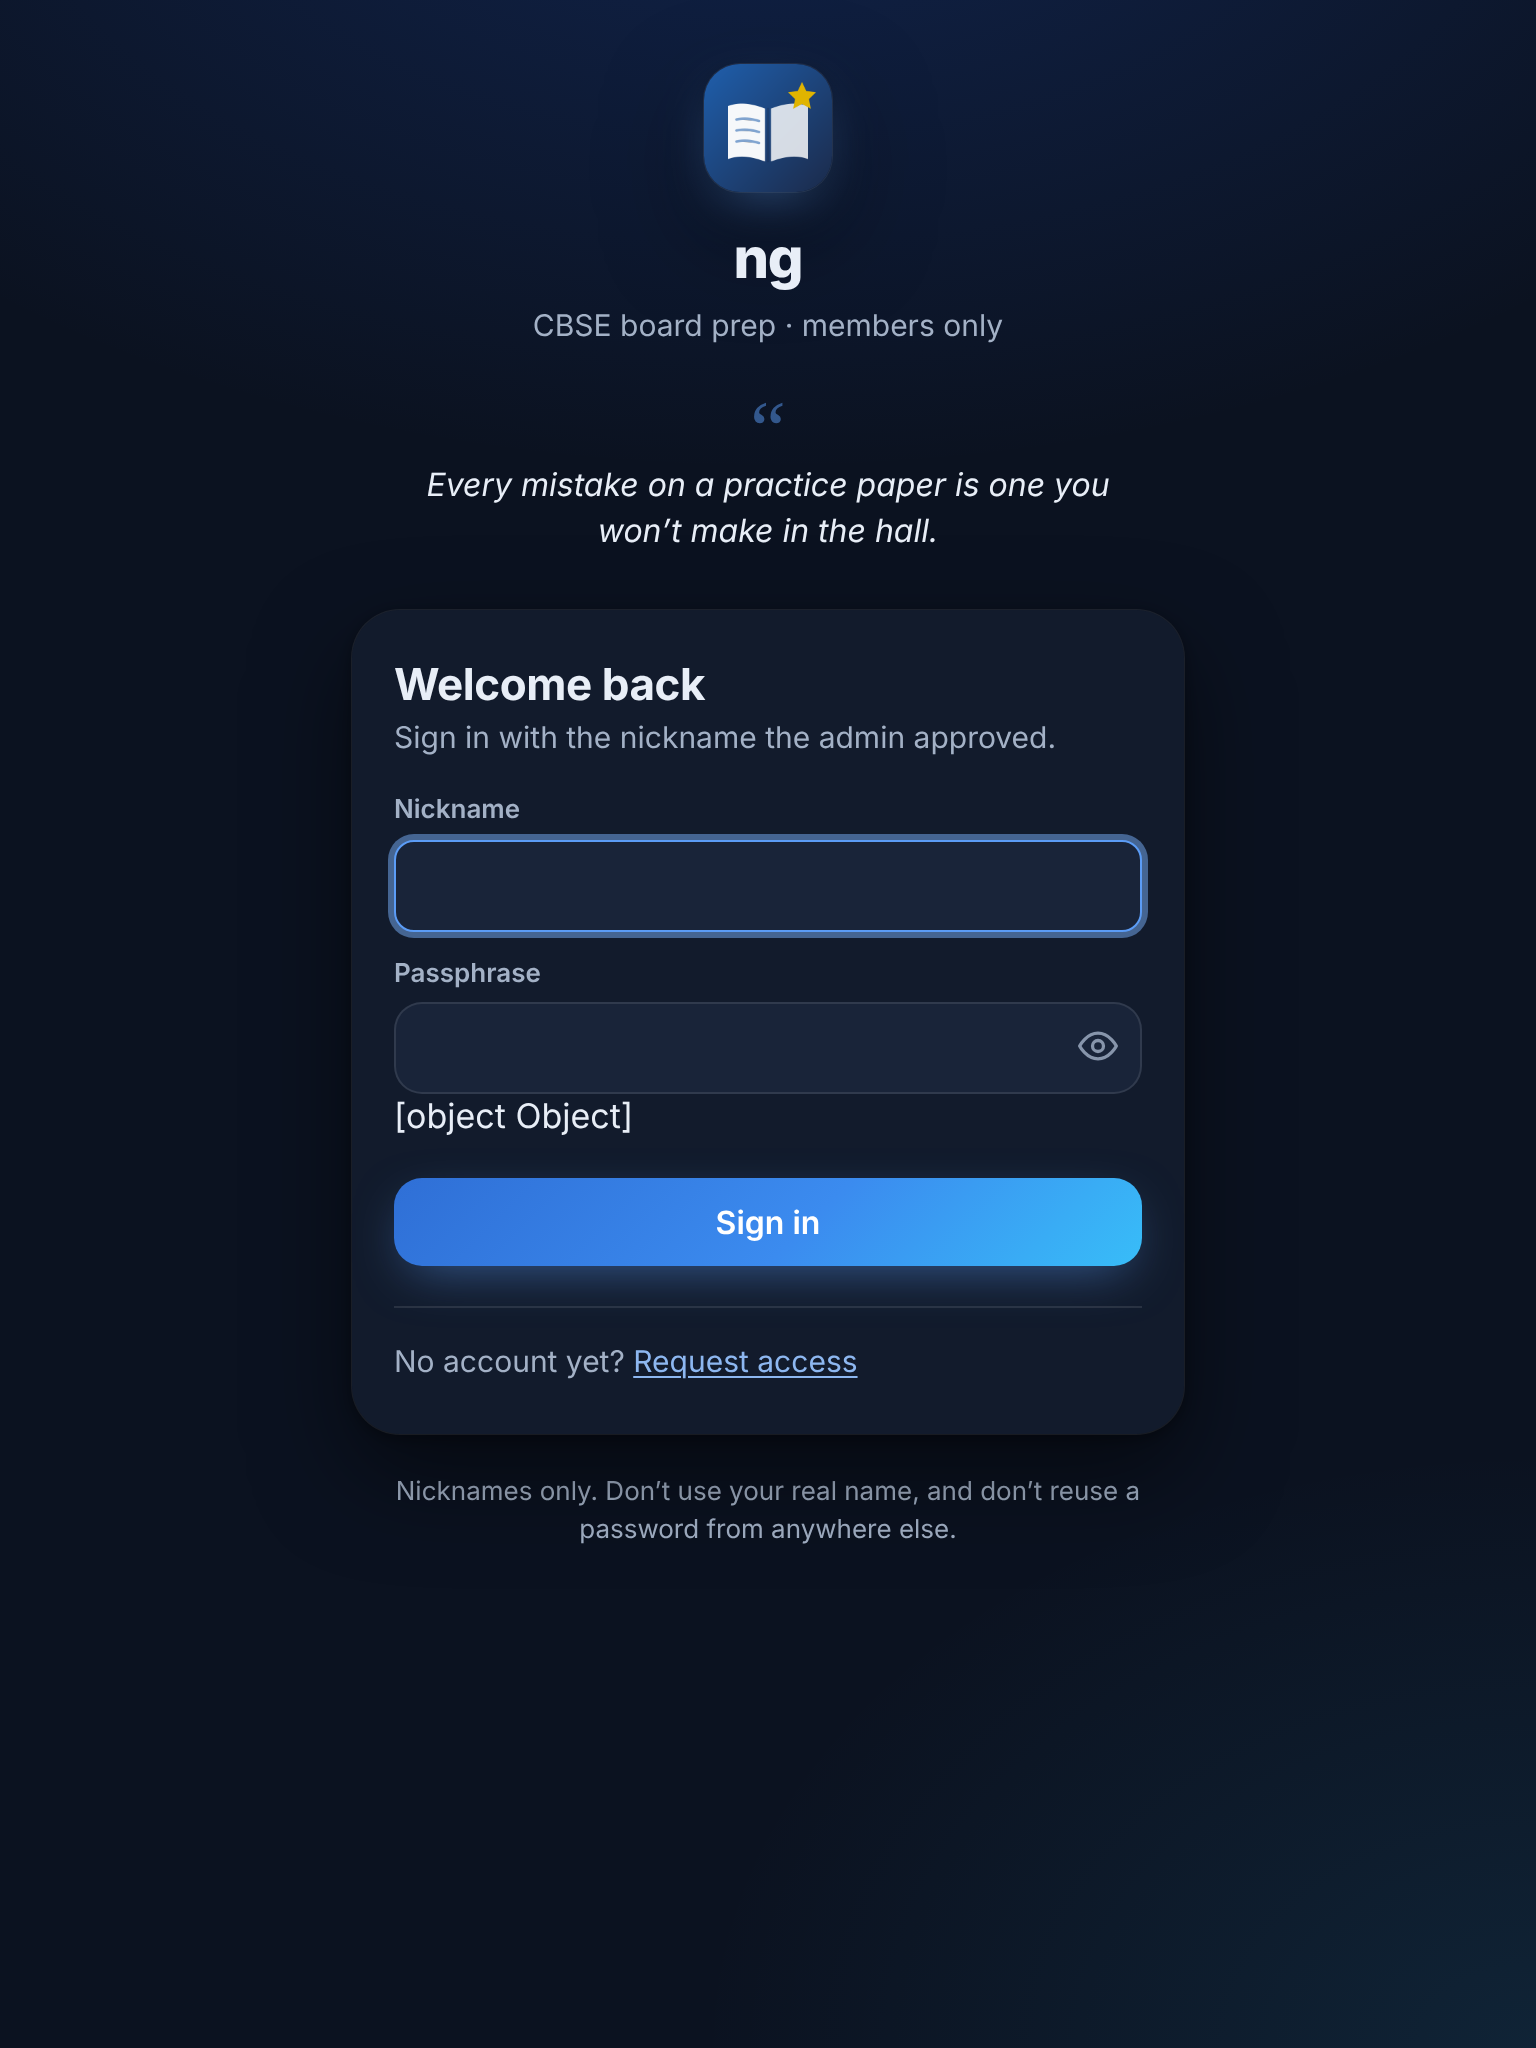 ng
CBSE board prep · members only
“
Every mistake on a practice paper is one you
won’t make in the hall.
Welcome back
Sign in with the nickname the admin approved.
Nickname
Passphrase
[object Object]
Sign in
No account yet? Request access
Nicknames only. Don’t use your real name, and don’t reuse a
password from anywhere else.